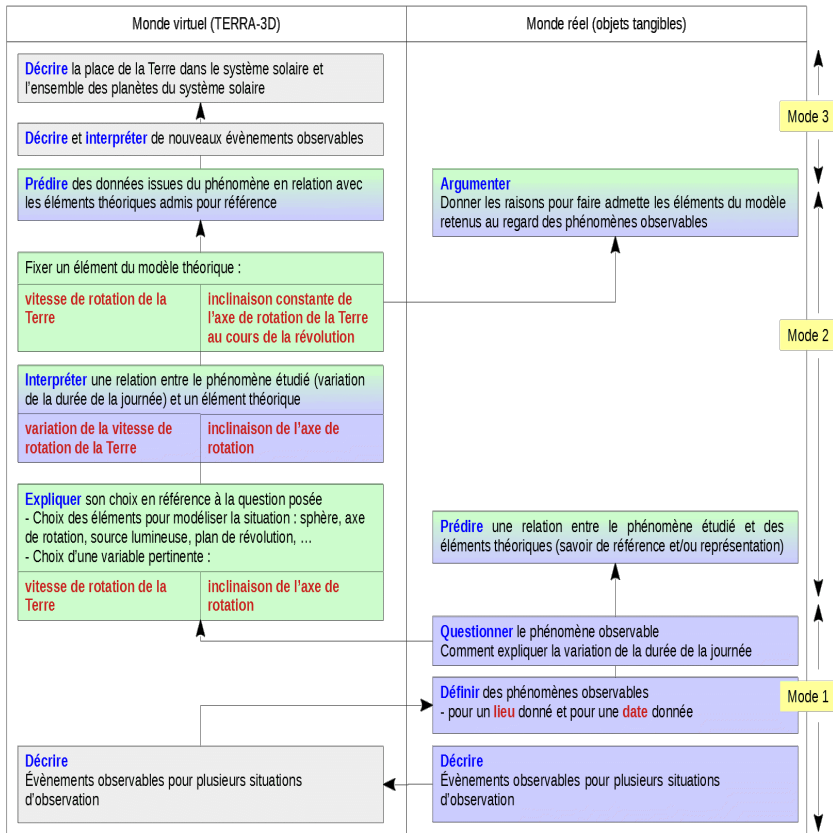 Monde virtuel (TERRA-3D)
Monde réel (objets tangibles)
Décrire la place de la Terre dans le système solaire et
l'ensemble des planètes du système solaire
Mode 3
Décrire et interpréter de nouveaux évènements observables
Prédire des données issues du phénomène en relation avec
les éléments théoriques admis pour référence
Argumenter
Donner les raisons pour faire admette les éléments du modèle
retenus au regard des phénomènes observables
Fixer un élément du modèle théorique :
vitesse de rotation de la
Terre
inclinaison constante de
l'axe de rotation de la Terre
au cours de la révolution
Mode 2
Interpréter une relation entre le phénomène étudié (variation
de la durée de la journée) et un élément théorique
variation de la vitesse de
rotation de la Terre
inclinaison de l'axe de
rotation
Expliquer son choix en référence à la question posée
- Choix des éléments pour modéliser la situation : sphère, axe
de rotation, source lumineuse, plan de révolution, …
- Choix d'une variable pertinente :
vitesse de rotation de la
Terre
inclinaison de l'axe de
rotation
Prédire une relation entre le phénomène étudié et des
éléments théoriques (savoir de référence et/ou représentation)
Questionner le phénomène observable
Comment expliquer la variation de la durée de la journée
Définir des phénomènes observables
- pour un lieu donné et pour une date donnée
Mode 1
Décrire
Évènements observables pour plusieurs situations
d'observation
Décrire
Évènements observables pour plusieurs situations
d'observation